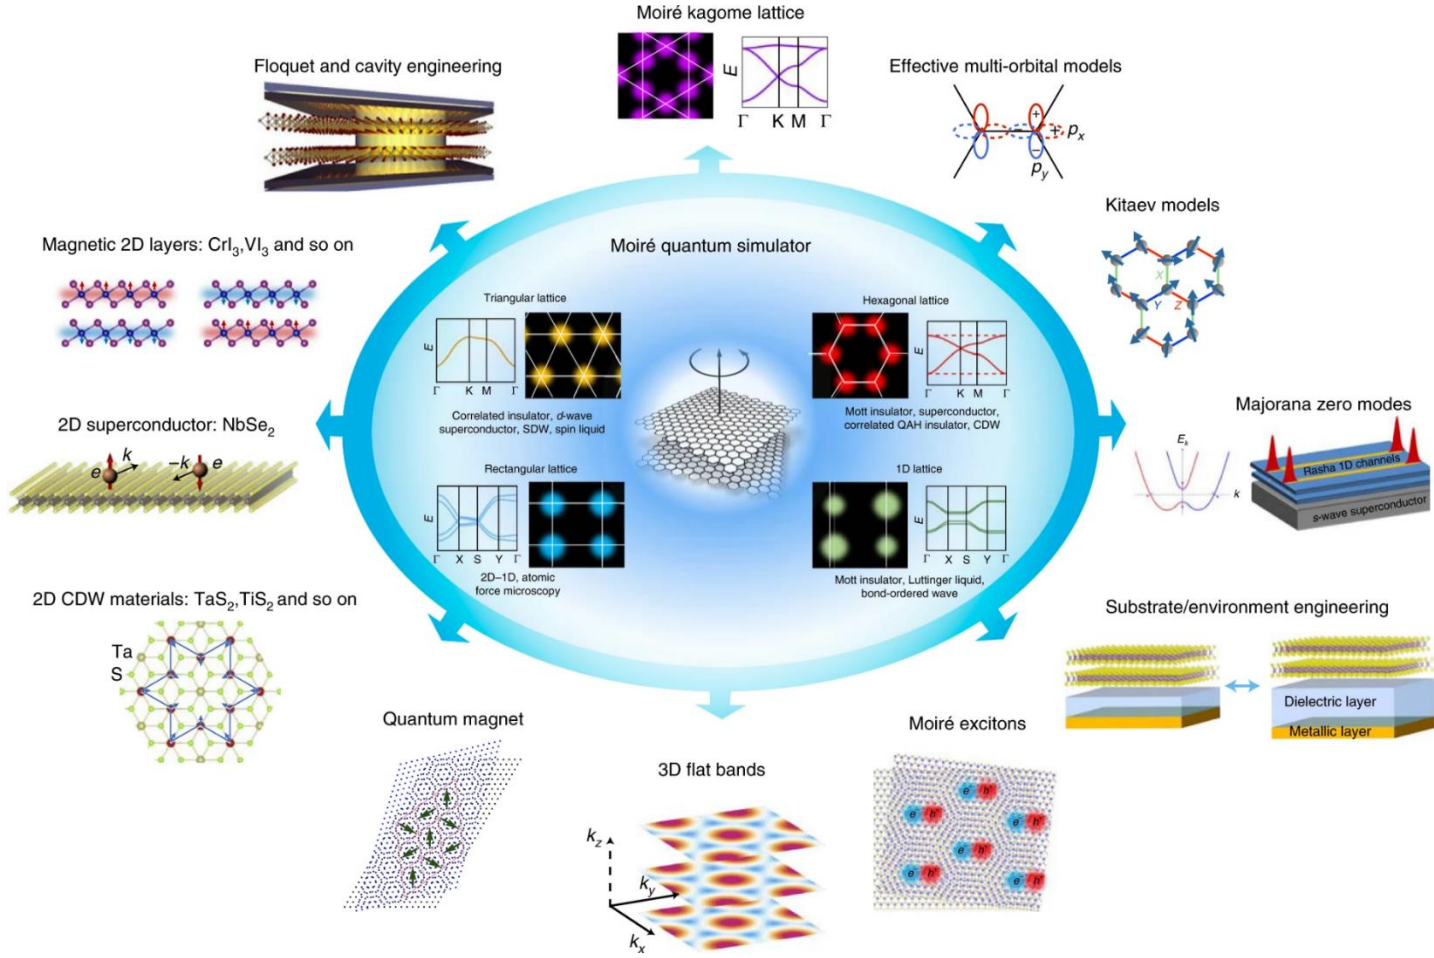 Moiré kagome lattice
E
Γ K M Γ
Floquet and cavity engineering
Effective multi-orbital models
+
− + pₓ
−
p_y
Kitaev models
X
Y Z
Magnetic 2D layers: CrI₃,VI₃ and so on
Moiré quantum simulator
Triangular lattice
E
Γ K M Γ
Correlated insulator, d-wave
superconductor, SDW, spin liquid
Hexagonal lattice
E
Γ K M Γ
Mott insulator, superconductor,
correlated QAH insulator, CDW
2D superconductor: NbSe₂
e k −k e
Majorana zero modes
Eₖ
k
Rasha 1D channels
s-wave superconductor
Rectangular lattice
E
Γ X S Y Γ
2D–1D, atomic
force microscopy
1D lattice
E
Γ X S Y Γ
Mott insulator, Luttinger liquid,
bond-ordered wave
2D CDW materials: TaS₂,TiS₂ and so on
Ta
S
Substrate/environment engineering
Dielectric layer
Metallic layer
Quantum magnet
3D flat bands
k_z
k_y
kₓ
Moiré excitons
e⁻ h⁺
e⁻ h⁺
e⁻ h⁺
e⁻ h⁺
e⁻ h⁺
e⁻ h⁺